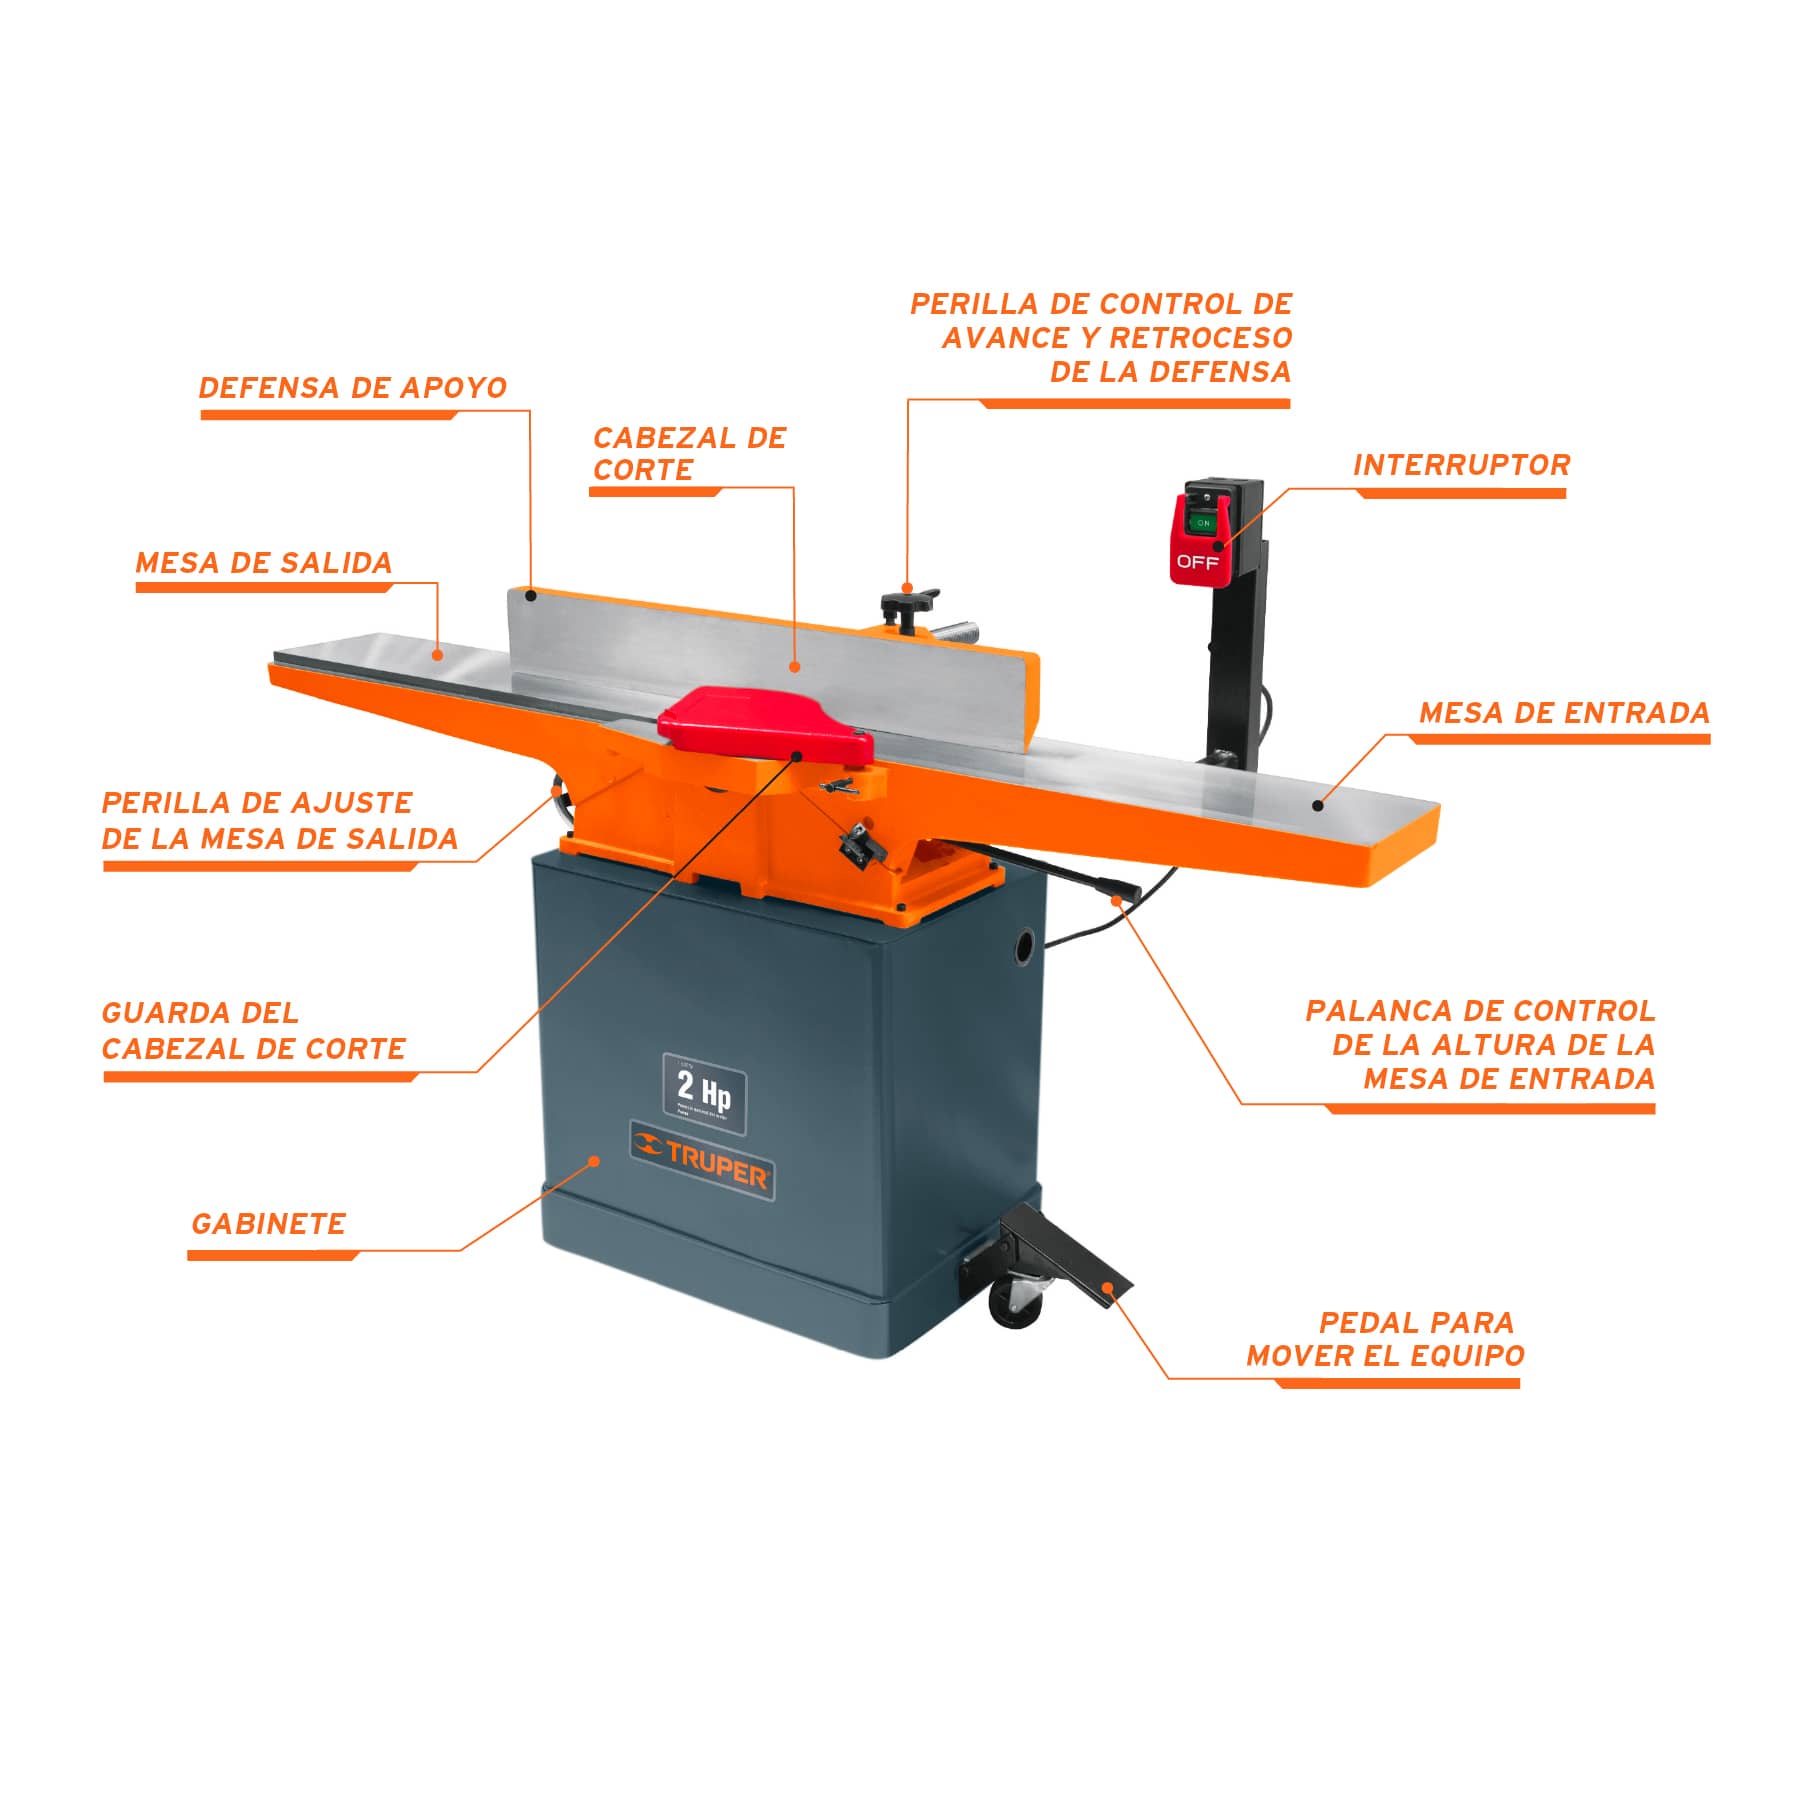 PERILLA DE CONTROL DE
AVANCE Y RETROCESO
DE LA DEFENSA
DEFENSA DE APOYO
CABEZAL DE
CORTE
INTERRUPTOR
ON
OFF
MESA DE SALIDA
MESA DE ENTRADA
PERILLA DE AJUSTE
DE LA MESA DE SALIDA
GUARDA DEL
CABEZAL DE CORTE
PALANCA DE CONTROL
DE LA ALTURA DE LA
MESA DE ENTRADA
2 Hp
TRUPER
GABINETE
PEDAL PARA
MOVER EL EQUIPO